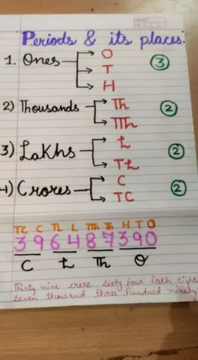 Periods & its places:
1. Ones
O
T
H
3
2) Thousands
Th
TTh
2
3) Lakhs
L
TL
2
4) Crores
C
TC
2
TC C TL L TTh Th H T O
3 9 6 4 8 7 3 9 0
C L Th O
Thirty nine crore sixty four lakh eight
seven thousand three hundred ninety